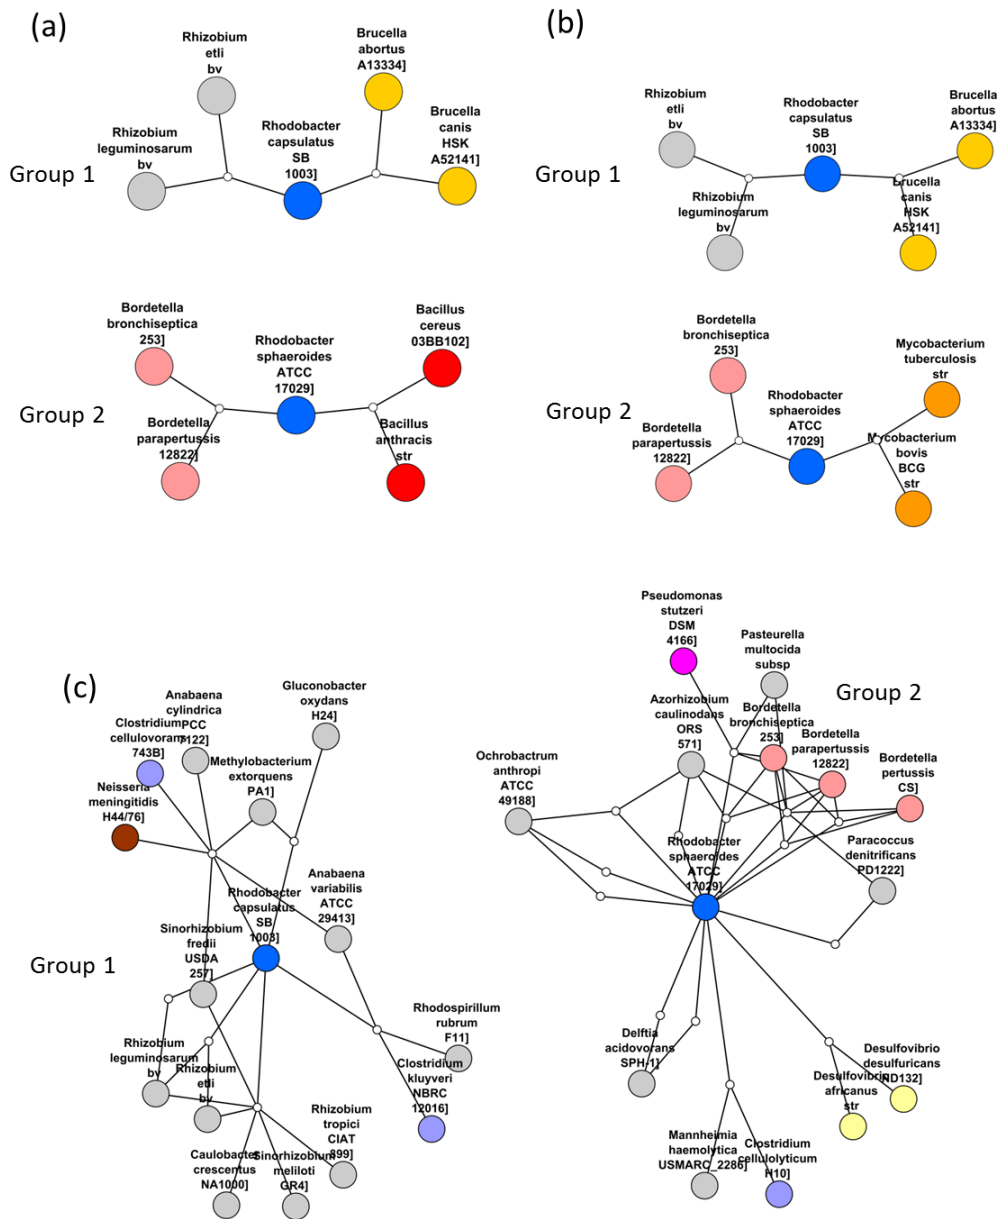 (a)
Rhizobium
etli
bv
Brucella
abortus
A13334]
Rhizobium
leguminosarum
bv
Rhodobacter
capsulatus
SB
1003]
Brucella
canis
HSK
A52141]
Group 1
Bordetella
bronchiseptica
253]
Rhodobacter
sphaeroides
ATCC
17029]
Bacillus
cereus
03BB102]
Group 2
Bordetella
parapertussis
12822]
Bacillus
anthracis
str
(b)
Rhizobium
etli
bv
Rhodobacter
capsulatus
SB
1003]
Brucella
abortus
A13334]
Group 1
Rhizobium
leguminosarum
bv
Brucella
canis
HSK
A52141]
Bordetella
bronchiseptica
253]
Mycobacterium
tuberculosis
str
Group 2
Bordetella
parapertussis
12822]
Rhodobacter
sphaeroides
ATCC
17029]
Mycobacterium
bovis
BCG
str
(c)
Anabaena
cylindrica
PCC
7122]
Gluconobacter
oxydans
H24]
Clostridium
cellulovorans
743B]
Methylobacterium
extorquens
PA1]
Neisseria
meningitidis
H44/76]
Anabaena
variabilis
ATCC
29413]
Rhodobacter
capsulatus
SB
1003]
Sinorhizobium
fredii
USDA
257]
Group 1
Rhodospirillum
rubrum
F11]
Rhizobium
leguminosarum
bv
Rhizobium
etli
bv
Clostridium
kluyveri
NBRC
12016]
Rhizobium
tropici
CIAT
899]
Caulobacter
crescentus
NA1000]
Sinorhizobium
meliloti
GR4]
Pseudomonas
stutzeri
DSM
4166]
Pasteurella
multocida
subsp
Group 2
Azorhizobium
caulinodans
ORS
571]
Bordetella
bronchiseptica
253]
Bordetella
parapertussis
12822]
Ochrobactrum
anthropi
ATCC
49188]
Bordetella
pertussis
CS]
Rhodobacter
sphaeroides
ATCC
17029]
Paracoccus
denitrificans
PD1222]
Delftia
acidovorans
SPH-1]
Desulfovibrio
desulfuricans
ND132]
Desulfovibrio
africanus
str
Mannheimia
haemolytica
USMARC_2286]
Clostridium
cellulolyticum
H10]